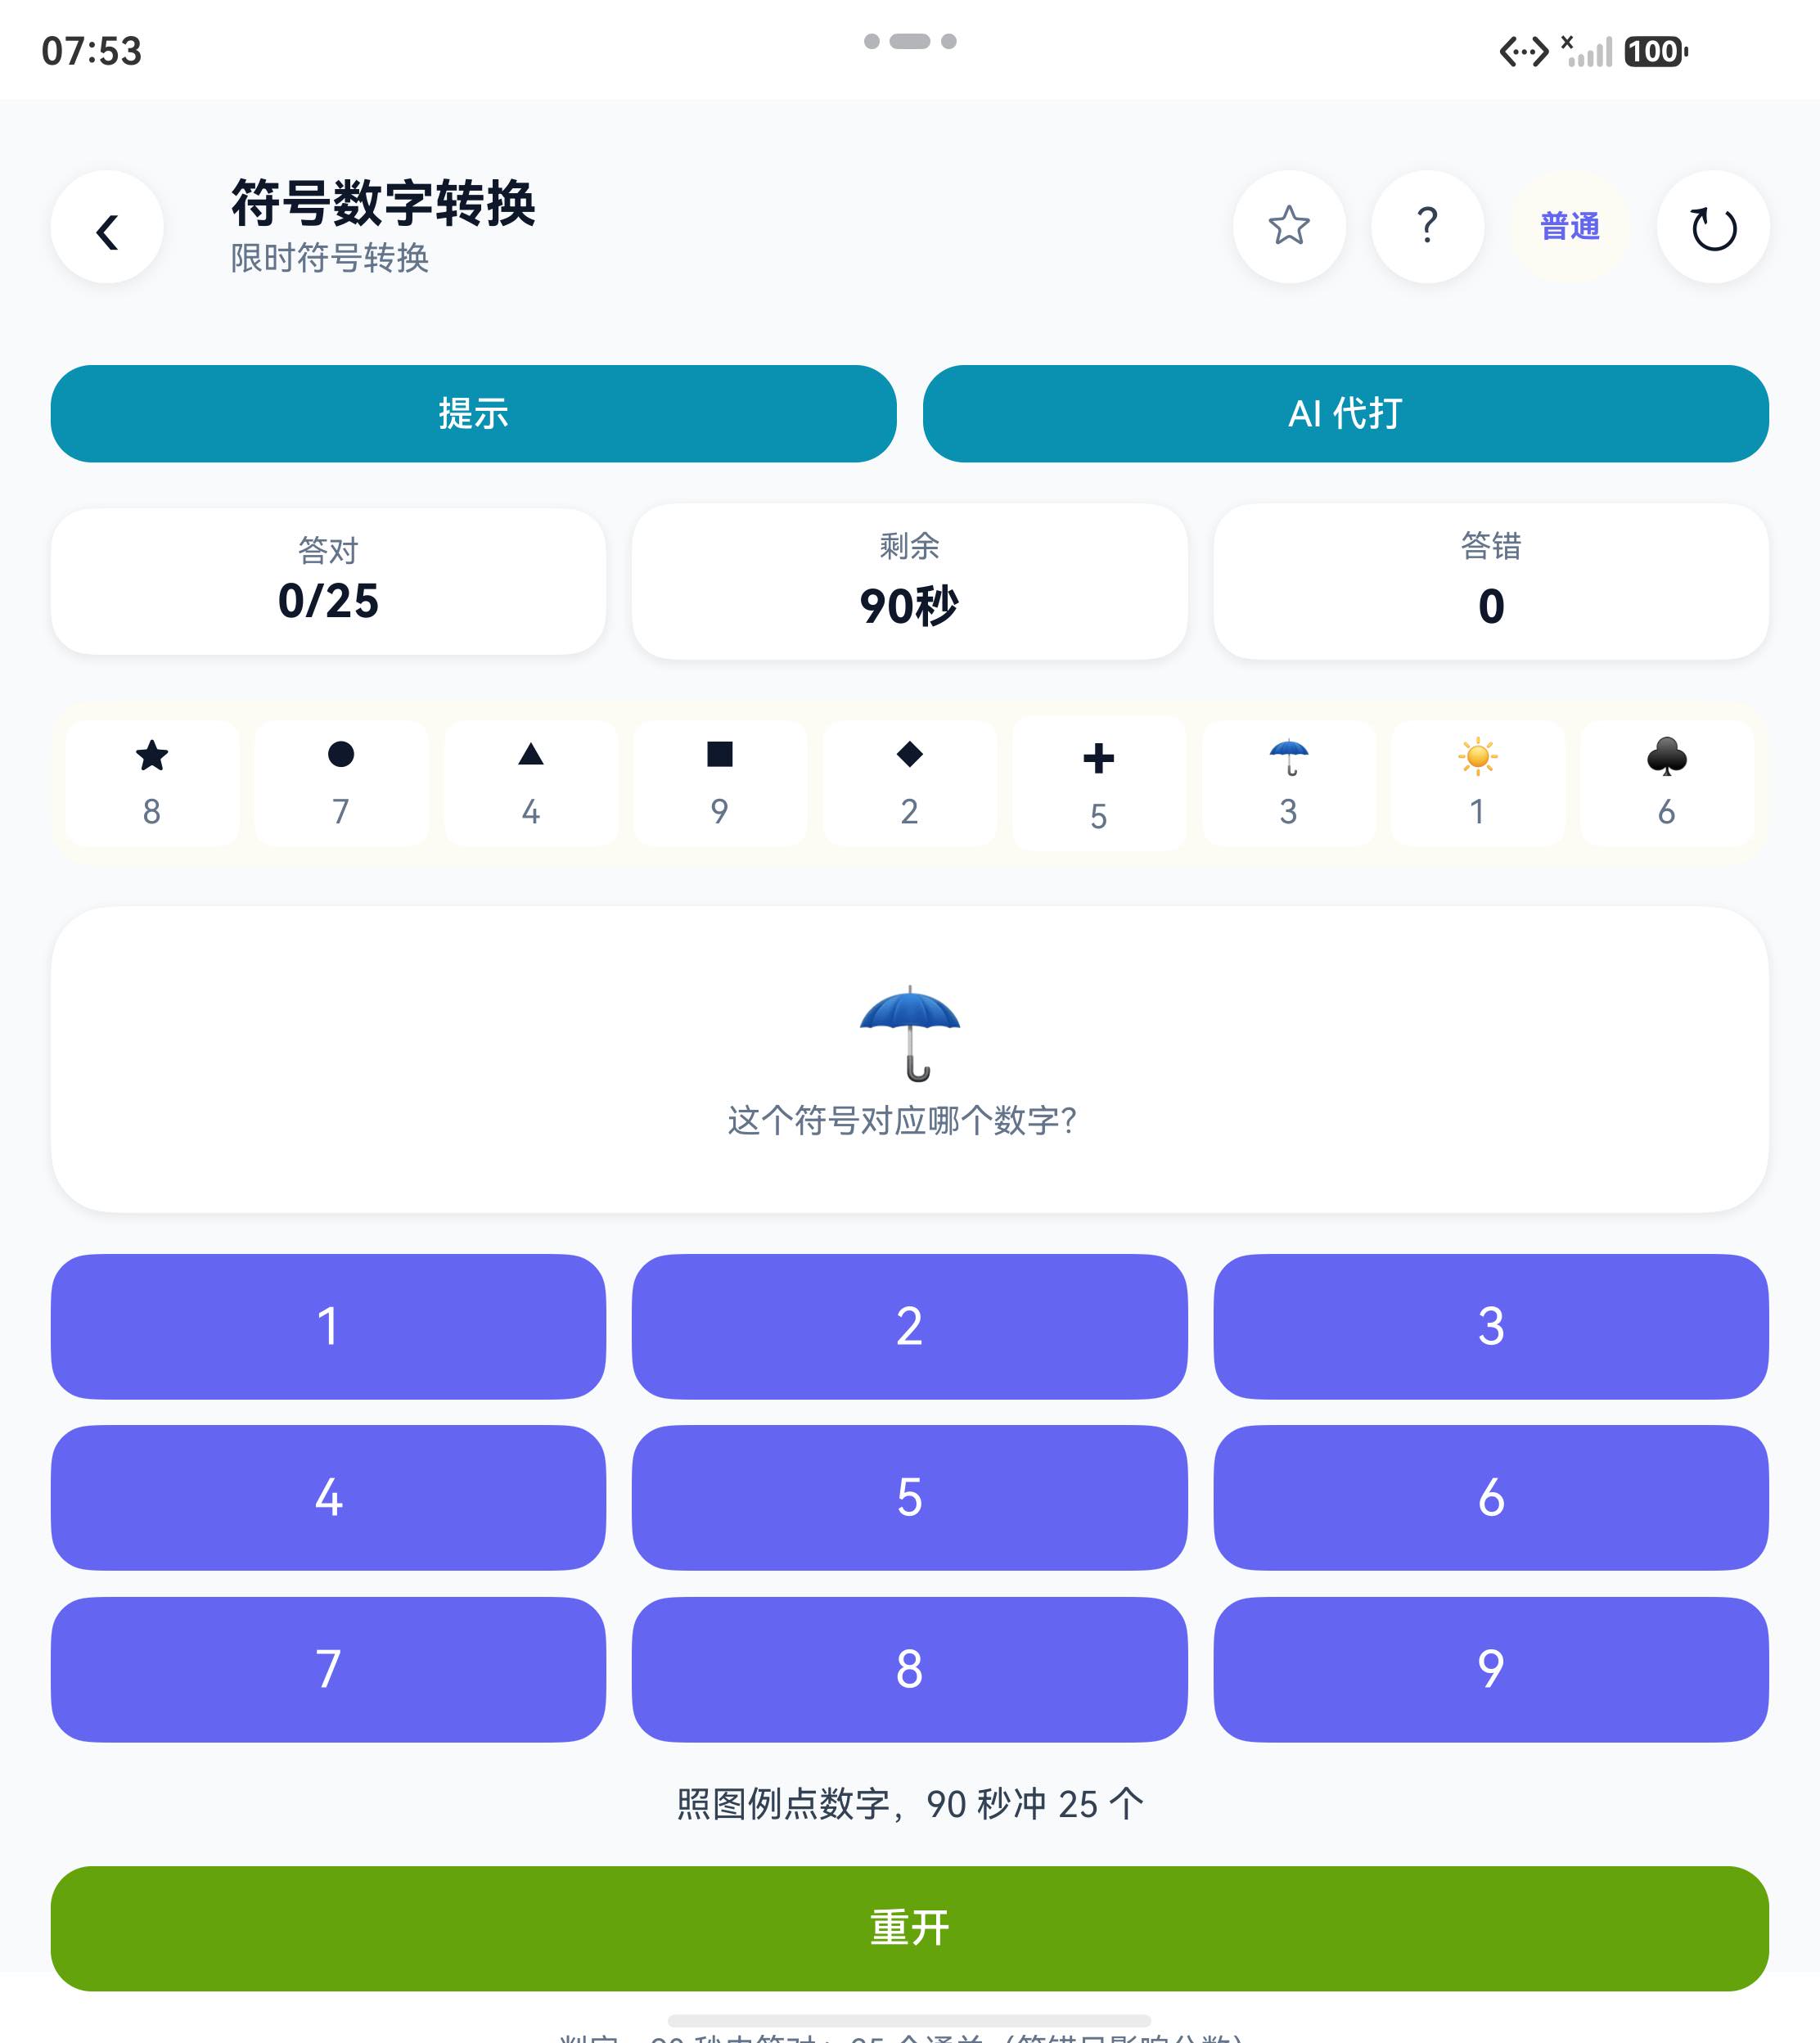 07:53
100
符号数字转换
限时符号转换
?
普通
提示
AI 代打
答对
0/25
剩余
90秒
答错
0
8 7 4 9 2 5 3 1 6
这个符号对应哪个数字?
1 2 3
4 5 6
7 8 9
照图例点数字，90 秒冲 25 个
重开